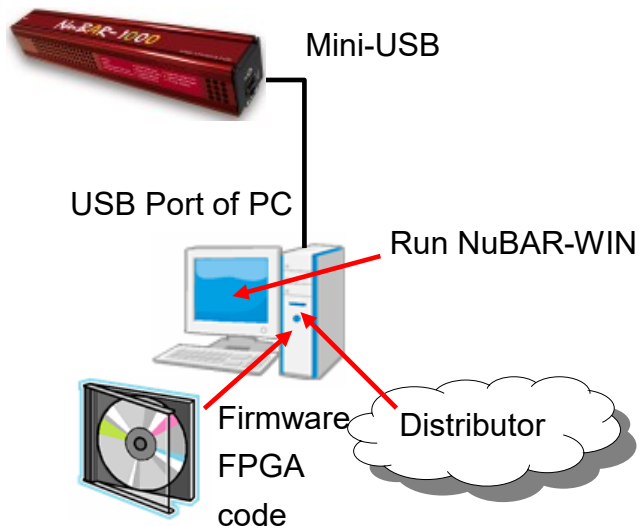 NuBAR-1000
Mini-USB
USB Port of PC
Run NuBAR-WIN
Firmware
FPGA
code
Distributor